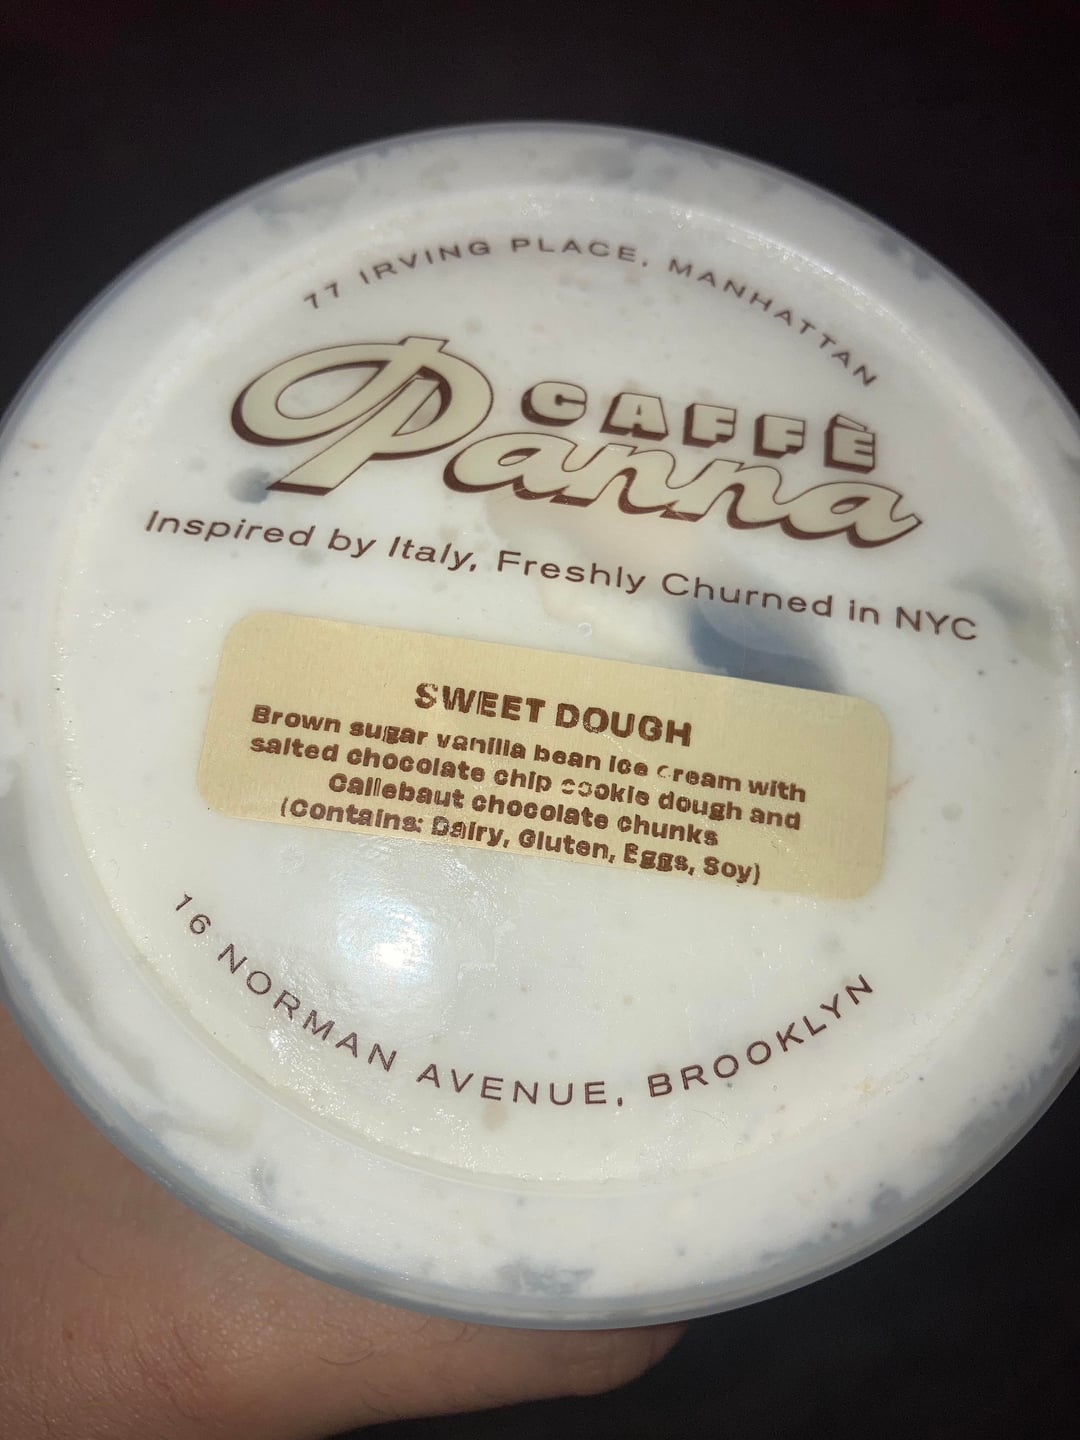 77 IRVING PLACE, MANHATTAN
CAFFÈ
Panna
Inspired by Italy, Freshly Churned in NYC
SWEET DOUGH
Brown sugar vanilla bean ice cream with
salted chocolate chip cookie dough and
Callebaut chocolate chunks
(Contains: Dairy, Gluten, Eggs, Soy)
16 NORMAN AVENUE, BROOKLYN